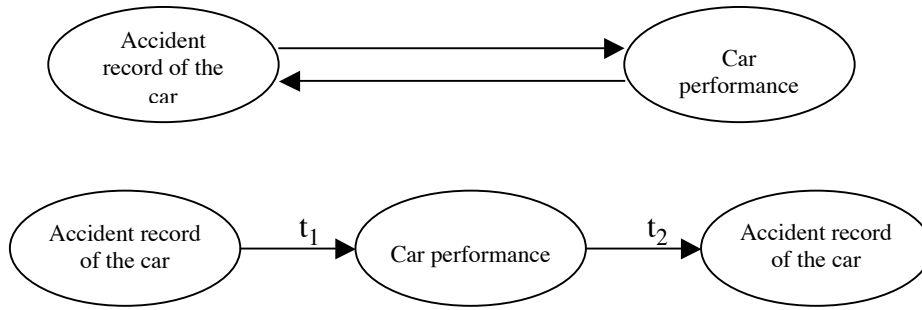 Accident
record of the
car
Car
performance
Accident record
of the car
t₁
Car performance
t₂
Accident record
of the car